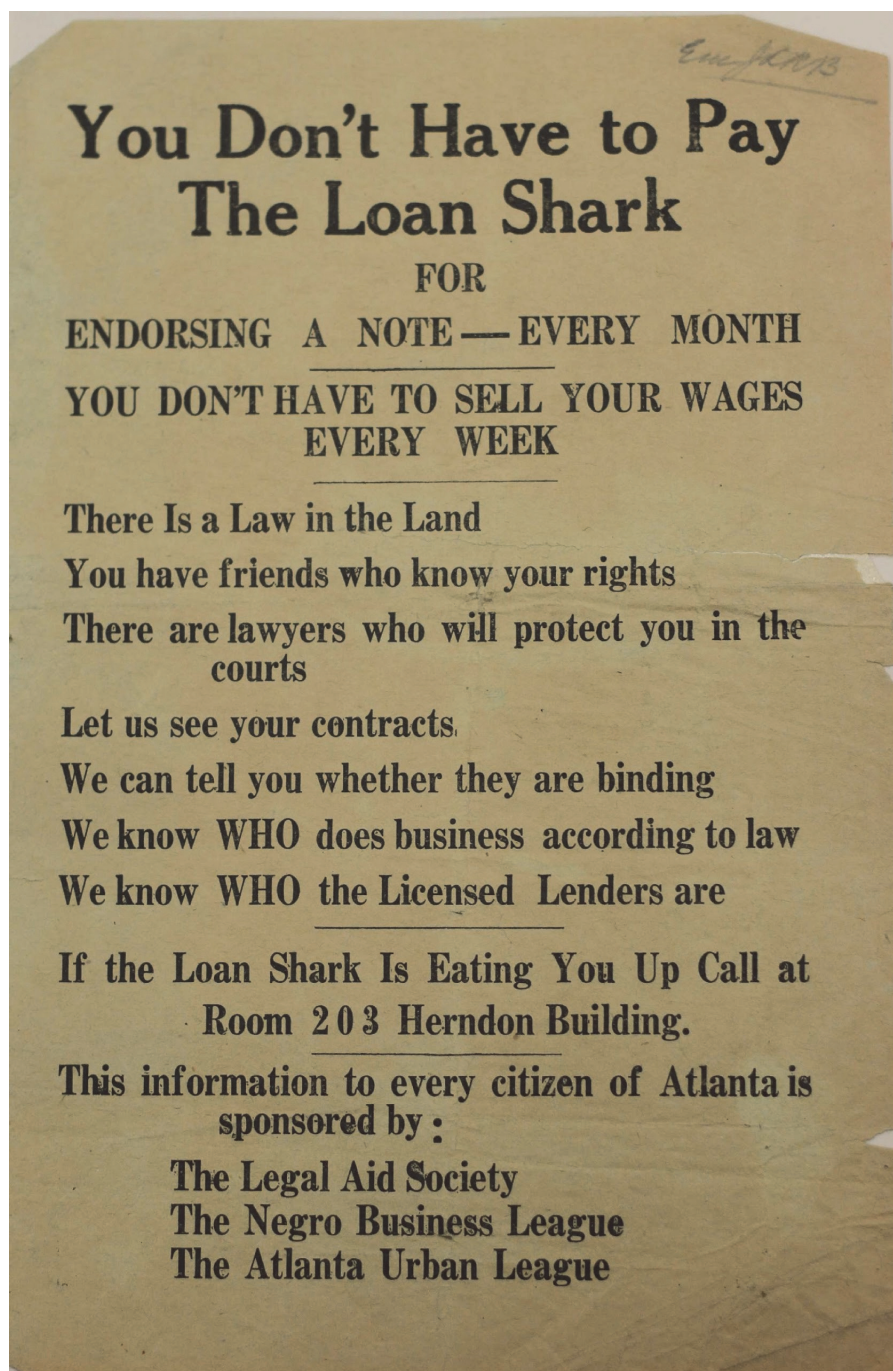 You Don't Have to Pay
The Loan Shark
FOR
ENDORSING A NOTE — EVERY MONTH
YOU DON'T HAVE TO SELL YOUR WAGES
EVERY WEEK
There Is a Law in the Land
You have friends who know your rights
There are lawyers who will protect you in the
courts
Let us see your contracts.
We can tell you whether they are binding
We know WHO does business according to law
We know WHO the Licensed Lenders are
If the Loan Shark Is Eating You Up Call at
Room 203 Herndon Building.
This information to every citizen of Atlanta is
sponsored by:
The Legal Aid Society
The Negro Business League
The Atlanta Urban League